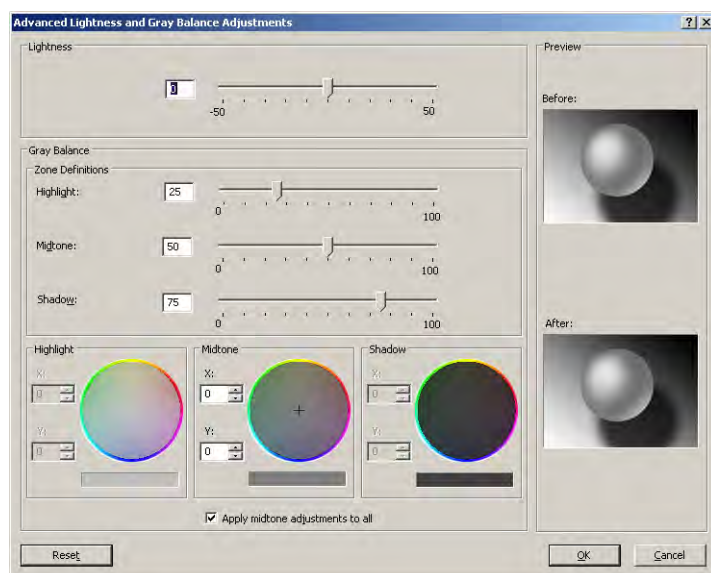 Advanced Lightness and Gray Balance Adjustments
Lightness
0
-50 50
Gray Balance
Zone Definitions
Highlight: 25
0 100
Midtone: 50
0 100
Shadow: 75
0 100
Highlight
X:
0
Y:
0
Midtone
X:
0
Y:
0
Shadow
X:
0
Y:
0
Apply midtone adjustments to all
Preview
Before:
After:
Reset OK Cancel